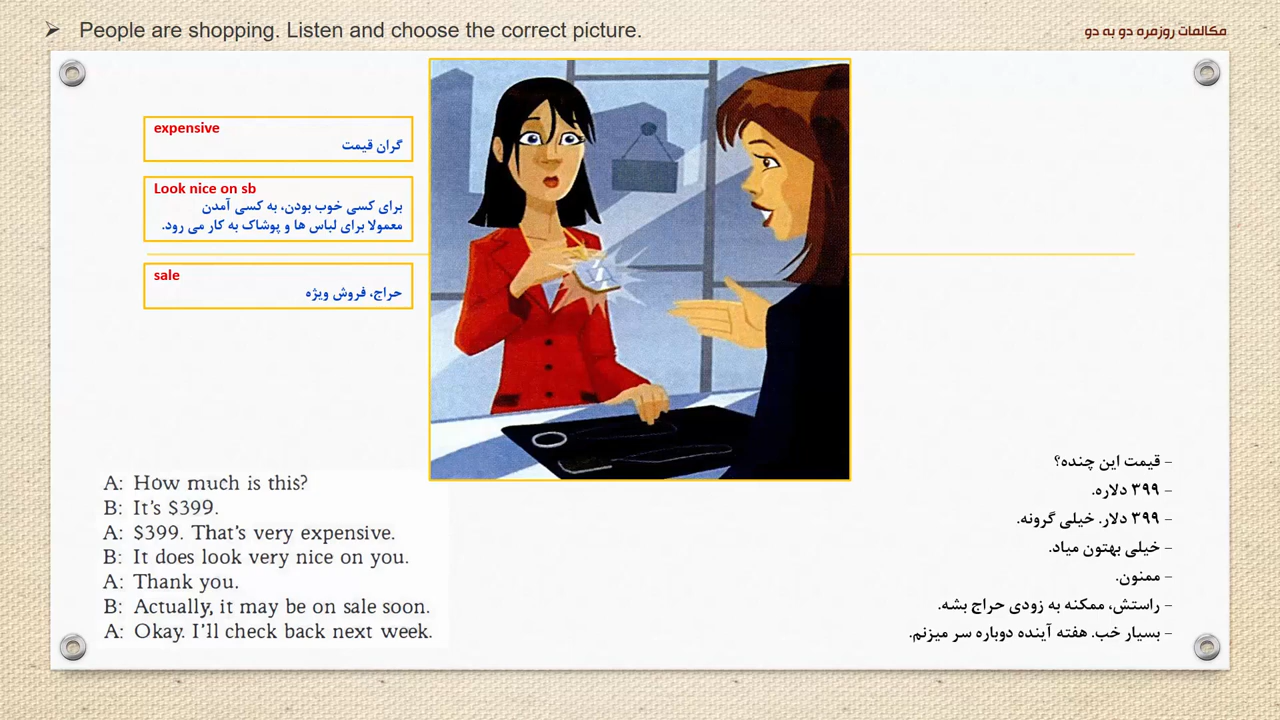 ➢ People are shopping. Listen and choose the correct picture.
مکالمات روزمره دو به دو
expensive
گران قیمت
Look nice on sb
برای کسی خوب بودن، به کسی آمدن
معمولا برای لباس ها و پوشاک به کار می رود.
sale
حراج، فروش ویژه
A: How much is this?
B: It's $399.
A: $399. That's very expensive.
B: It does look very nice on you.
A: Thank you.
B: Actually, it may be on sale soon.
A: Okay. I'll check back next week.
- قیمت این چنده؟
- ۳۹۹ دلاره.
- ۳۹۹ دلار. خیلی گرونه.
- خیلی بهتون میاد.
- ممنون.
- راستش، ممکنه به زودی حراج بشه.
- بسیار خب. هفته آینده دوباره سر میزنم.